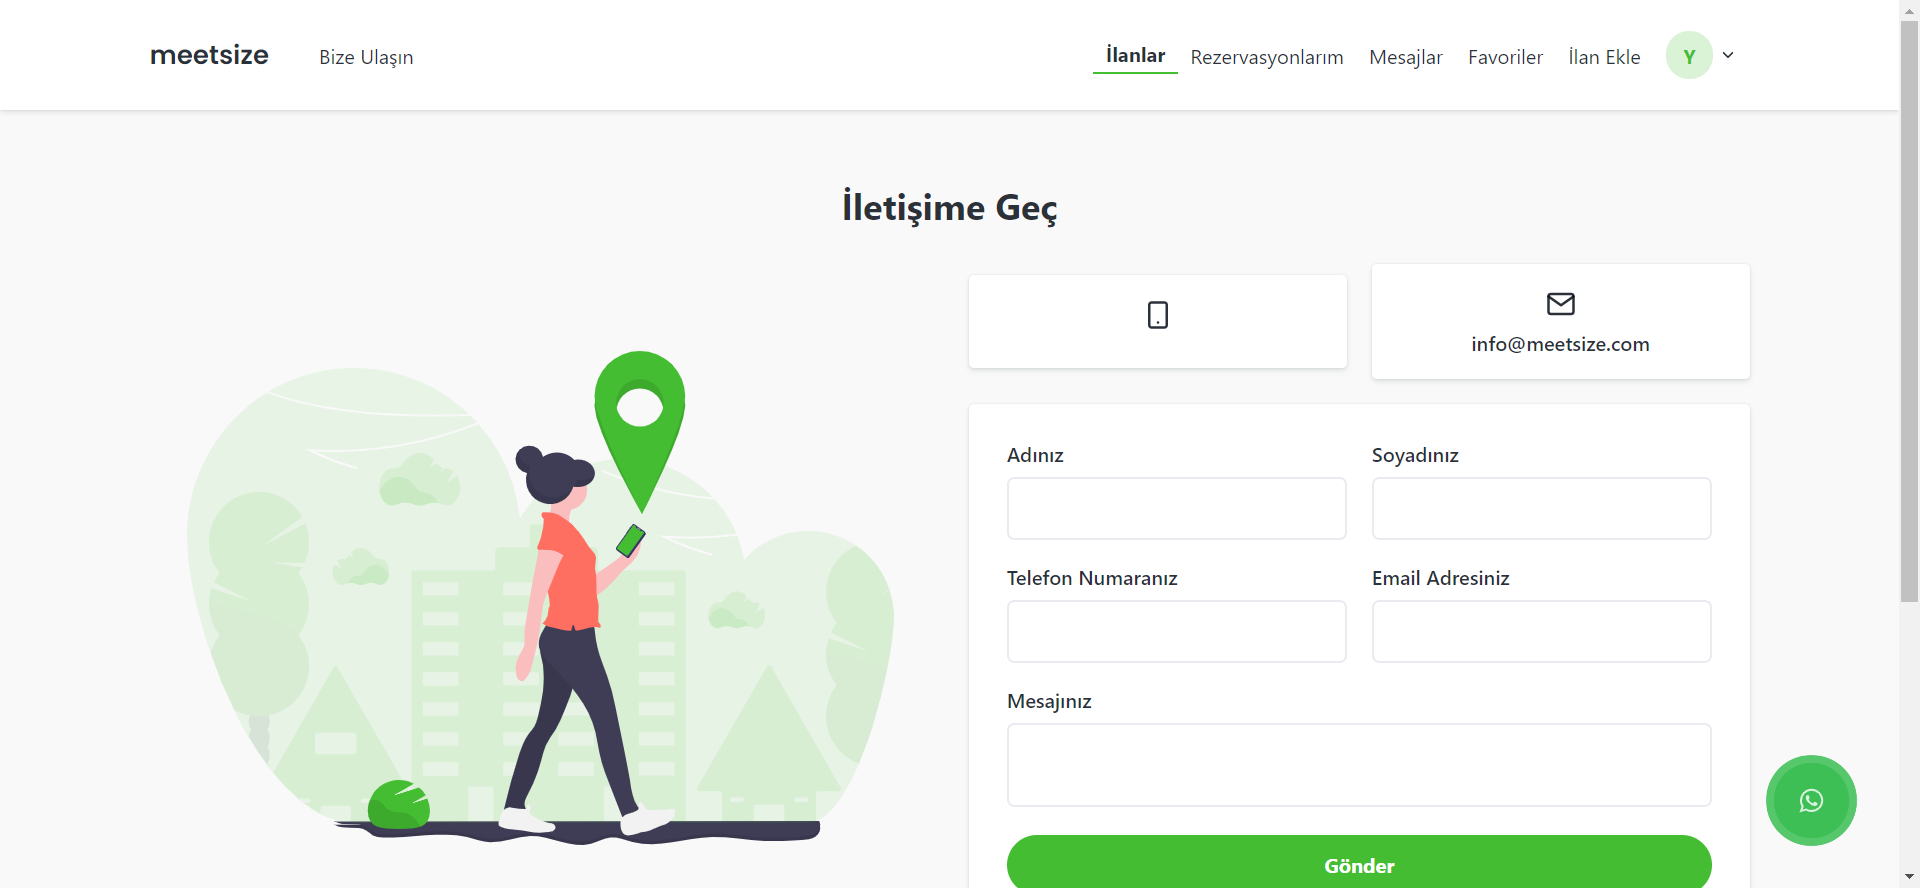 meetsize
Bize Ulaşın
İlanlar
Rezervasyonlarım
Mesajlar
Favoriler
İlan Ekle
Y
İletişime Geç
info@meetsize.com
Adınız
Soyadınız
Telefon Numaranız
Email Adresiniz
Mesajınız
Gönder